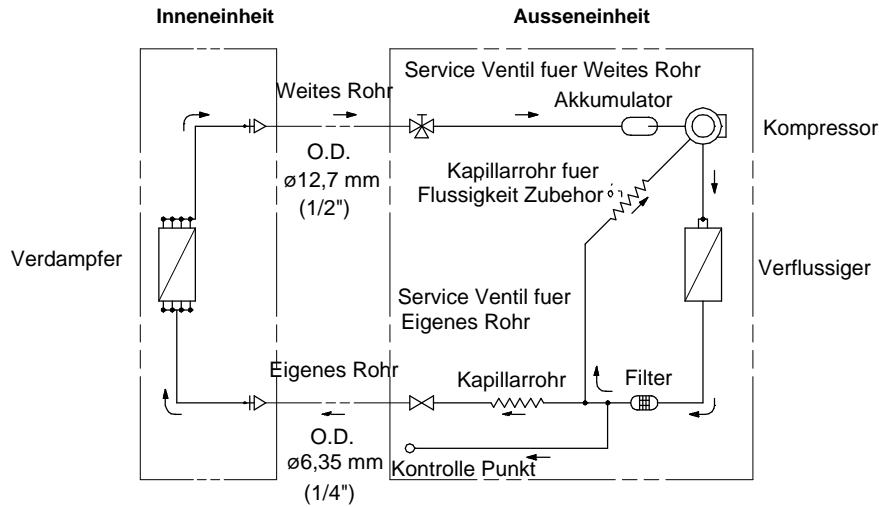 Inneneinheit
Ausseneinheit
Service Ventil fuer Weites Rohr
Weites Rohr
Akkumulator
Kompressor
O.D.
ø12,7 mm
(1/2")
Kapillarrohr fuer
Flussigkeit Zubehor
Verdampfer
Verflussiger
Service Ventil fuer
Eigenes Rohr
Eigenes Rohr
Kapillarrohr
Filter
O.D.
ø6,35 mm
(1/4")
Kontrolle Punkt